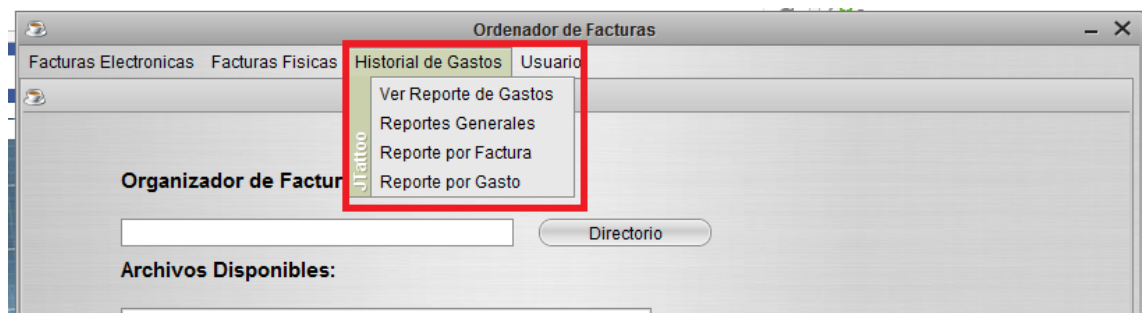 Ordenador de Facturas
Facturas Electronicas Facturas Fisicas Historial de Gastos Usuario
Ver Reporte de Gastos
Reportes Generales
Reporte por Factura
Reporte por Gasto
JTattoo
Organizador de Factur
Directorio
Archivos Disponibles: